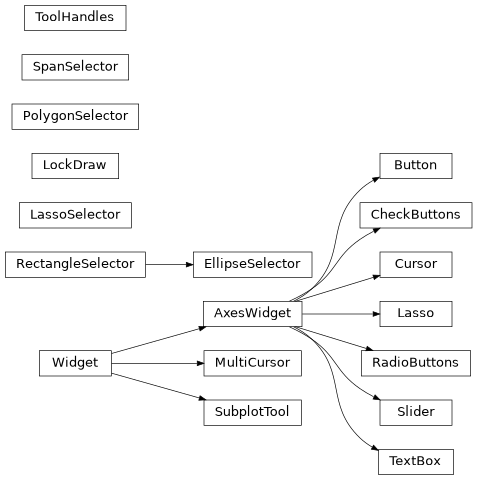 ToolHandles
SpanSelector
PolygonSelector
LockDraw
Button
LassoSelector
CheckButtons
RectangleSelector
EllipseSelector
Cursor
AxesWidget
Lasso
Widget
MultiCursor
RadioButtons
SubplotTool
Slider
TextBox